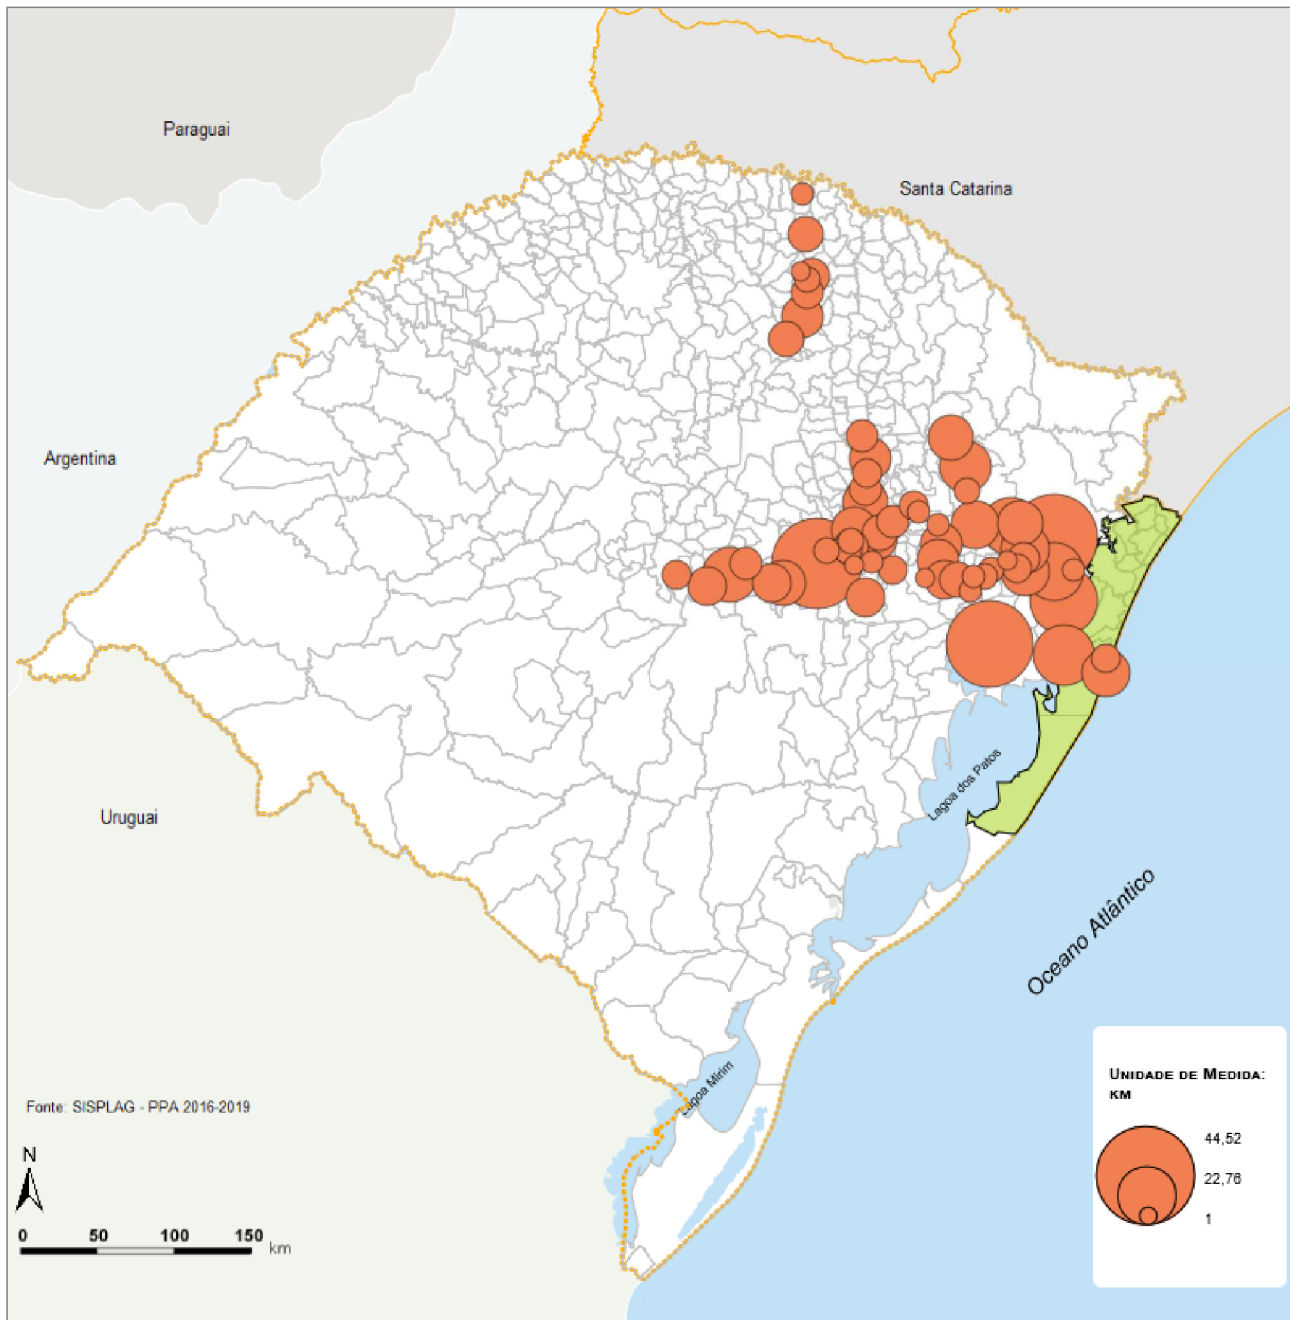 Paraguai
Santa Catarina
Argentina
Uruguai
Lagoa dos Patos
Oceano Atlântico
Lagoa Mirim
Fonte: SISPLAG - PPA 2016-2019
N
0 50 100 150
km
UNIDADE DE MEDIDA:
KM
44,52
22,76
1